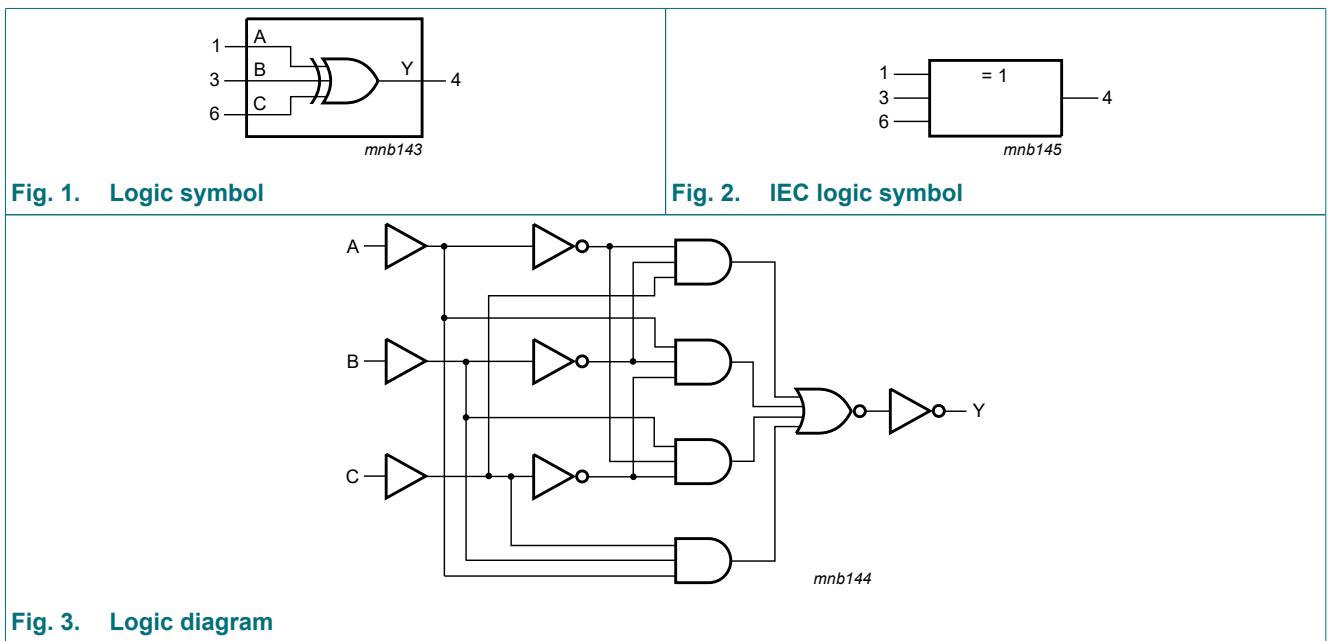 1 A
3 B Y 4
6 C
mnb143
Fig. 1. Logic symbol
1 = 1
3 4
6
mnb145
Fig. 2. IEC logic symbol
A
B
C
Y
mnb144
Fig. 3. Logic diagram